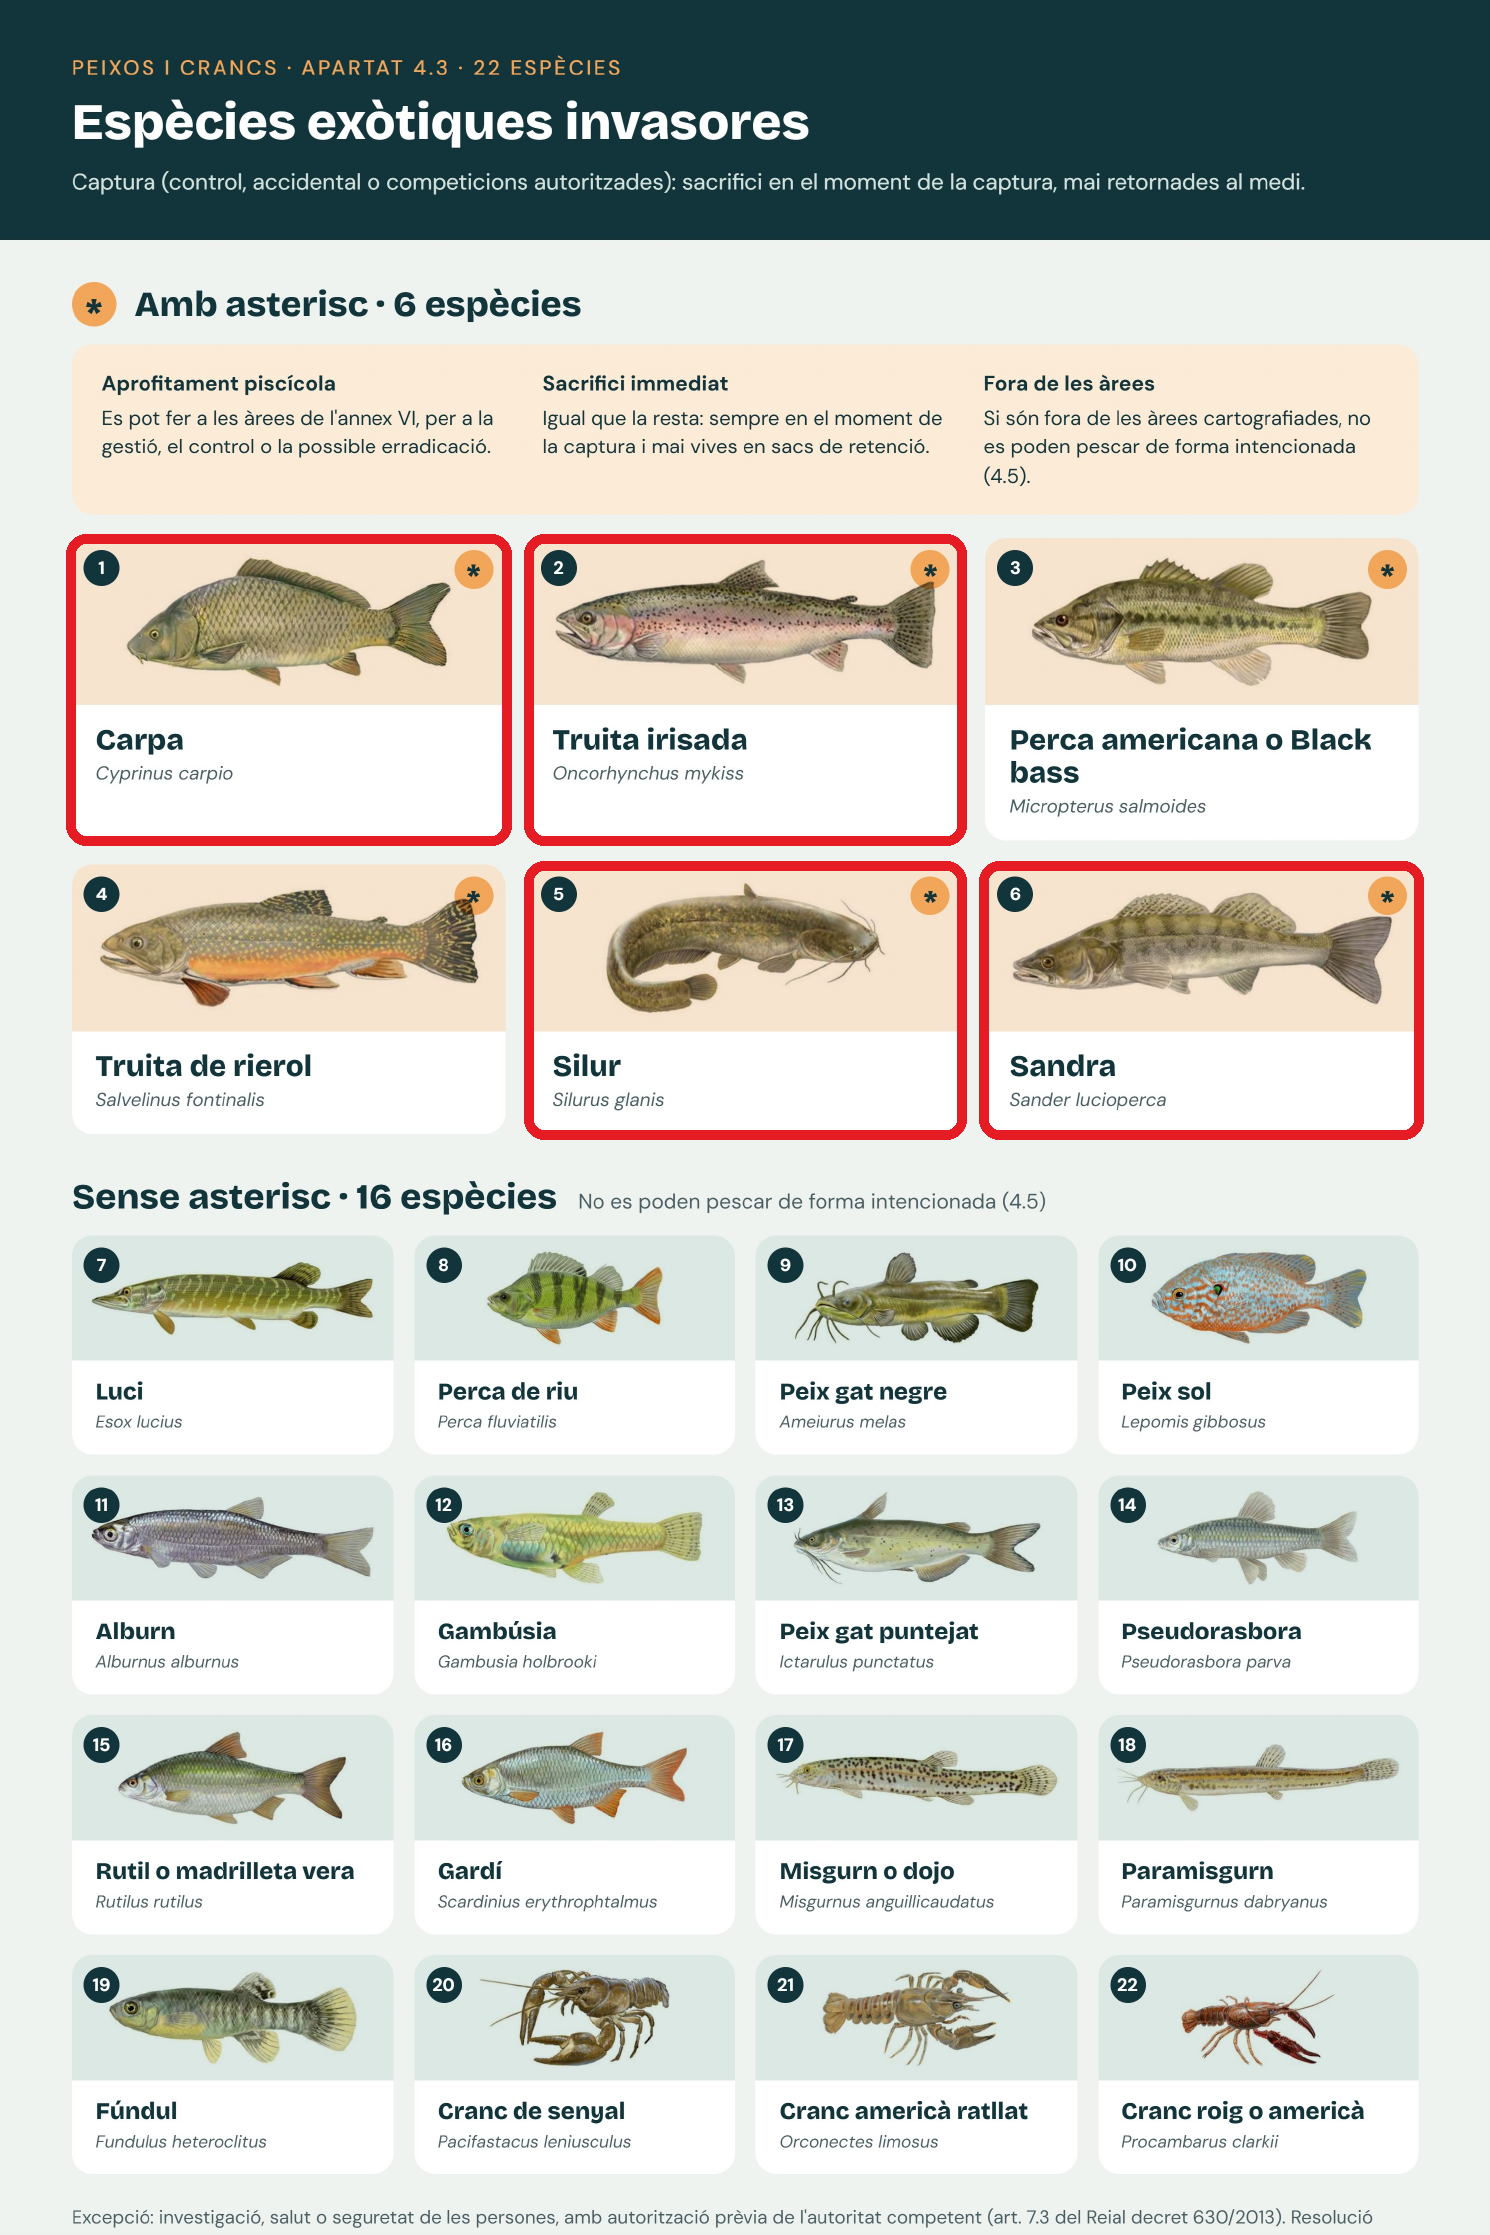 PEIXOS I CRANCS · APARTAT 4.3 · 22 ESPÈCIES
Espècies exòtiques invasores
Captura (control, accidental o competicions autoritzades): sacrifici en el moment de la captura, mai retornades al medi.
* Amb asterisc · 6 espècies
Aprofitament piscícola
Es pot fer a les àrees de l'annex VI, per a la
gestió, el control o la possible erradicació.
Sacrifici immediat
Igual que la resta: sempre en el moment de
la captura i mai vives en sacs de retenció.
Fora de les àrees
Si són fora de les àrees cartografiades, no
es poden pescar de forma intencionada
(4.5).
1 *
Carpa
Cyprinus carpio
2 *
Truita irisada
Oncorhynchus mykiss
3 *
Perca americana o Black
bass
Micropterus salmoides
4 *
Truita de rierol
Salvelinus fontinalis
5 *
Silur
Silurus glanis
6 *
Sandra
Sander lucioperca
Sense asterisc · 16 espècies No es poden pescar de forma intencionada (4.5)
7
Luci
Esox lucius
8
Perca de riu
Perca fluviatilis
9
Peix gat negre
Ameiurus melas
10
Peix sol
Lepomis gibbosus
11
Alburn
Alburnus alburnus
12
Gambúsia
Gambusia holbrooki
13
Peix gat puntejat
Ictarulus punctatus
14
Pseudorasbora
Pseudorasbora parva
15
Rutil o madrilleta vera
Rutilus rutilus
16
Gardí
Scardinius erythrophtalmus
17
Misgurn o dojo
Misgurnus anguillicaudatus
18
Paramisgurn
Paramisgurnus dabryanus
19
Fúndul
Fundulus heteroclitus
20
Cranc de senyal
Pacifastacus leniusculus
21
Cranc americà ratllat
Orconectes limosus
22
Cranc roig o americà
Procambarus clarkii
Excepció: investigació, salut o seguretat de les persones, amb autorització prèvia de l'autoritat competent (art. 7.3 del Reial decret 630/2013). Resolució